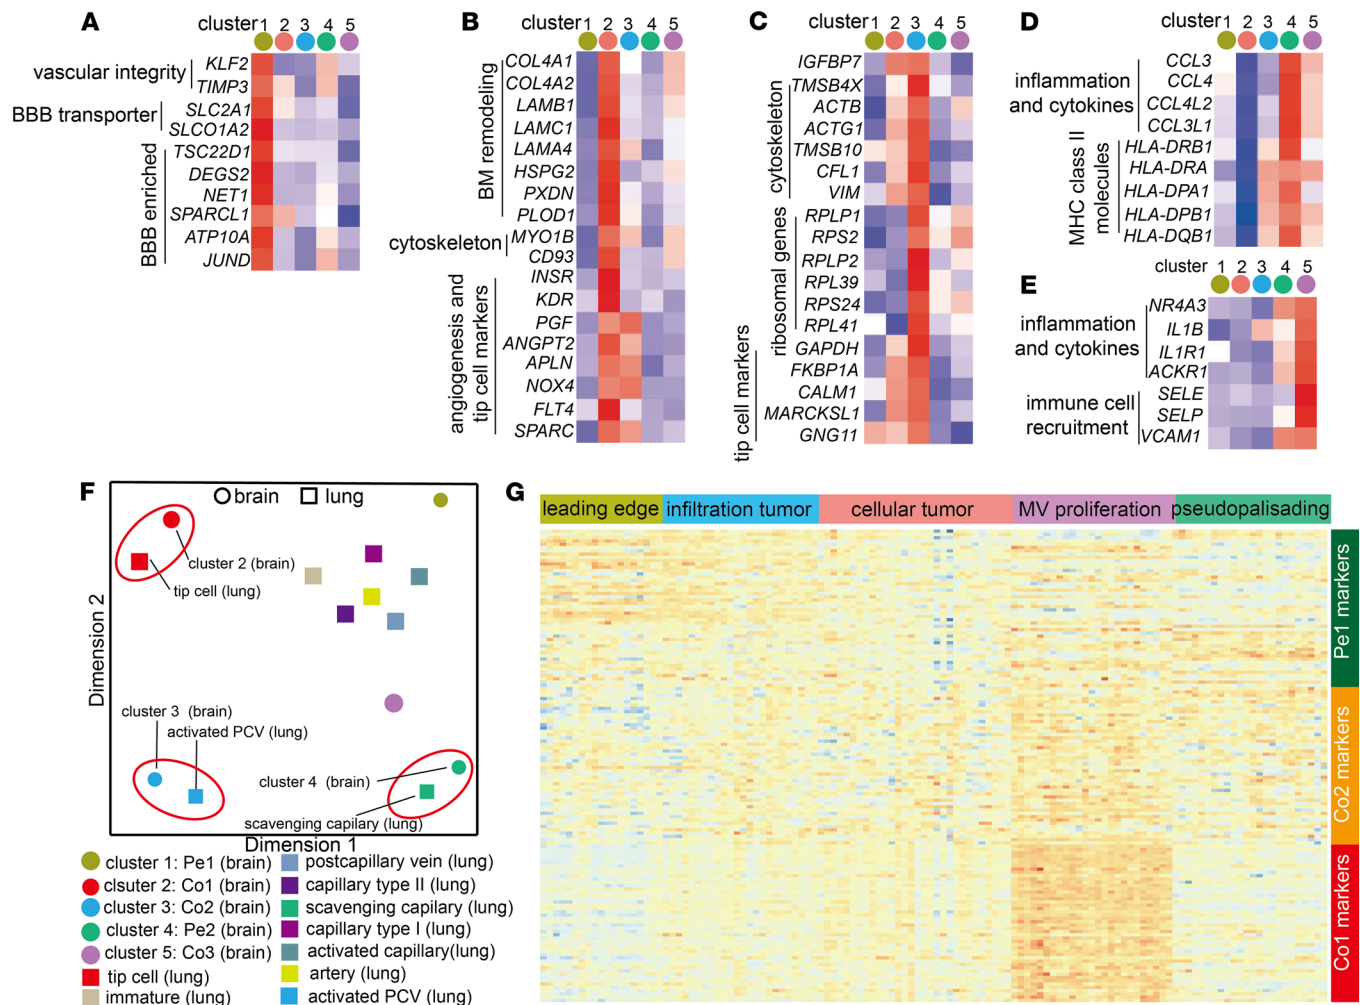 A
cluster 1 2 3 4 5
vascular integrity
KLF2
TIMP3
BBB transporter
SLC2A1
SLCO1A2
BBB enriched
TSC22D1
DEGS2
NET1
SPARCL1
ATP10A
JUND
B
cluster 1 2 3 4 5
BM remodeling
COL4A1
COL4A2
LAMB1
LAMC1
LAMA4
HSPG2
PXDN
PLOD1
cytoskeleton
MYO1B
CD93
angiogenesis and
tip cell markers
INSR
KDR
PGF
ANGPT2
APLN
NOX4
FLT4
SPARC
C
cluster 1 2 3 4 5
IGFBP7
cytoskeleton
TMSB4X
ACTB
ACTG1
TMSB10
CFL1
VIM
ribosomal genes
RPLP1
RPS2
RPLP2
RPL39
RPS24
RPL41
tip cell markers
GAPDH
FKBP1A
CALM1
MARCKSL1
GNG11
D
cluster 1 2 3 4 5
inflammation
and cytokines
CCL3
CCL4
CCL4L2
CCL3L1
MHC class II
molecules
HLA-DRB1
HLA-DRA
HLA-DPA1
HLA-DPB1
HLA-DQB1
E
cluster 1 2 3 4 5
inflammation
and cytokines
NR4A3
IL1B
IL1R1
ACKR1
immune cell
recruitment
SELE
SELP
VCAM1
F
brain lung
cluster 2 (brain)
tip cell (lung)
cluster 3 (brain)
activated PCV (lung)
cluster 4 (brain)
scavenging capilary (lung)
Dimension 2
Dimension 1
cluster 1: Pe1 (brain)
clsuter 2: Co1 (brain)
cluster 3: Co2 (brain)
cluster 4: Pe2 (brain)
cluster 5: Co3 (brain)
tip cell (lung)
immature (lung)
postcapillary vein (lung)
capillary type II (lung)
scavenging capilary (lung)
capillary type I (lung)
activated capillary(lung)
artery (lung)
activated PCV (lung)
G
leading edge infiltration tumor cellular tumor MV proliferation pseudopalisading
Pe1 markers
Co2 markers
Co1 markers